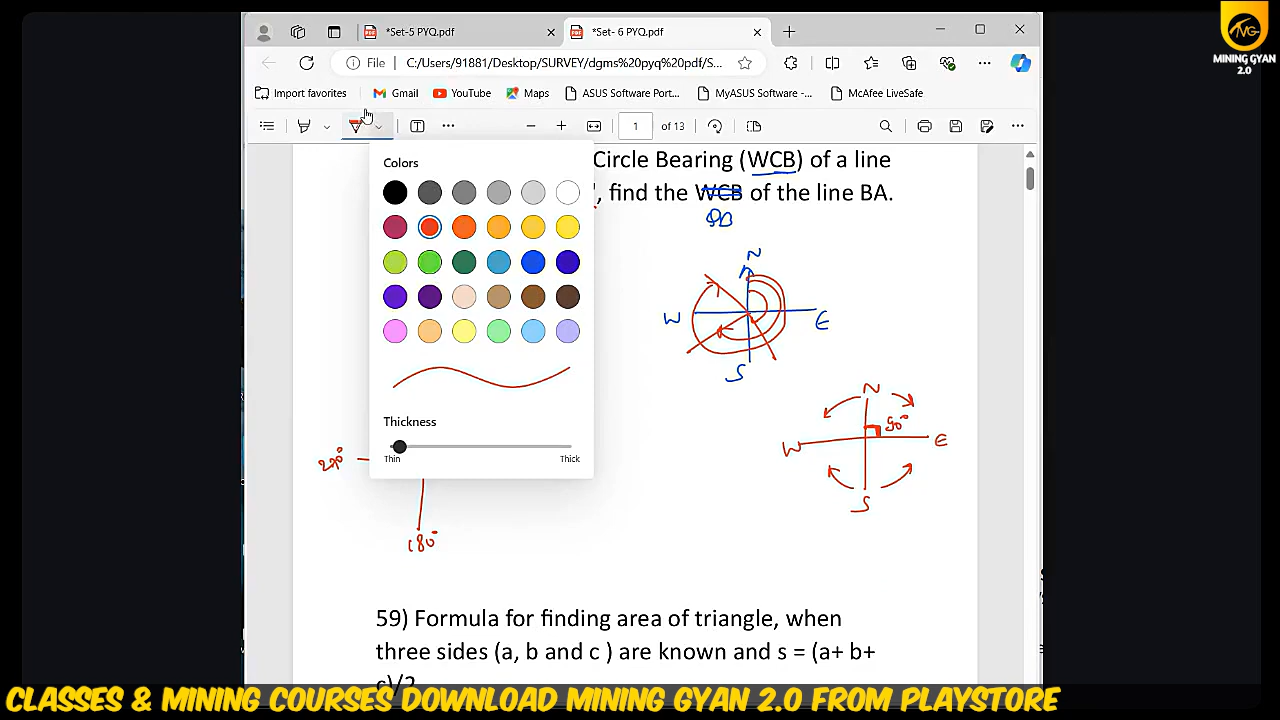 *Set-5 PYQ.pdf
*Set- 6 PYQ.pdf
MINING GYAN
2.0
File
C:/Users/91881/Desktop/SURVEY/dgms%20pyq%20pdf/S...
Import favorites
Gmail
YouTube
Maps
ASUS Software Port...
MyASUS Software -...
McAfee LiveSafe
1 of 13
Colors
Circle Bearing (WCB) of a line
, find the WCB of the line BA.
QB
N
W
E
S
Thickness
Thin
Thick
N
90°
W
E
S
270°
180°
59) Formula for finding area of triangle, when
three sides (a, b and c ) are known and s = (a+ b+
c)/2
CLASSES & MINING COURSES DOWNLOAD MINING GYAN 2.0 FROM PLAYSTORE